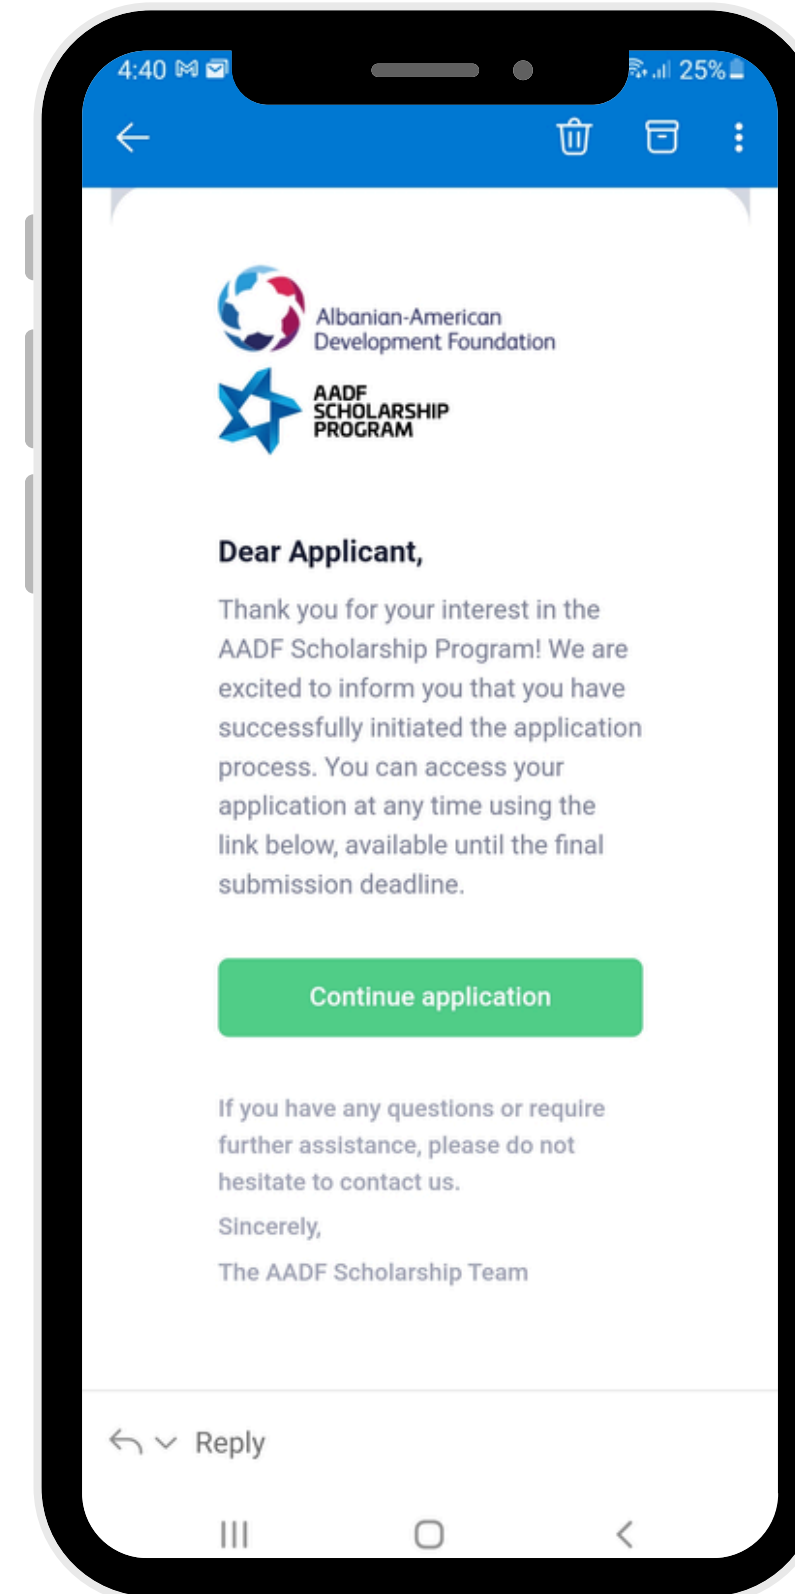 4:40 25%
Albanian-American
Development Foundation
AADF
SCHOLARSHIP
PROGRAM
Dear Applicant,
Thank you for your interest in the
AADF Scholarship Program! We are
excited to inform you that you have
successfully initiated the application
process. You can access your
application at any time using the
link below, available until the final
submission deadline.
Continue application
If you have any questions or require
further assistance, please do not
hesitate to contact us.
Sincerely,
The AADF Scholarship Team
Reply